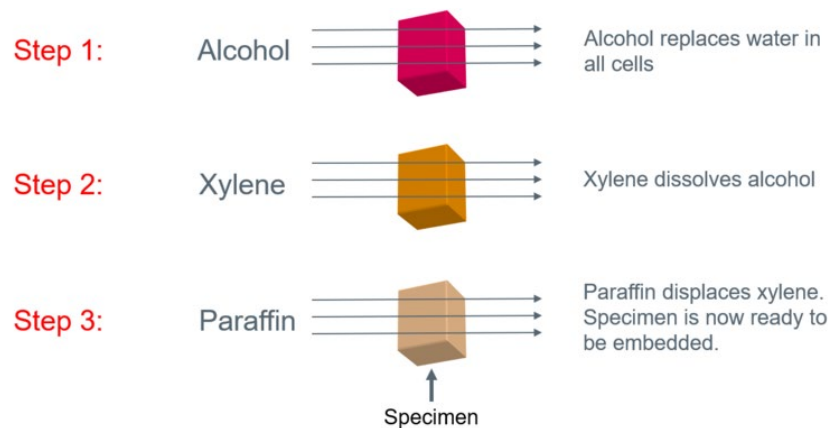 Step 1:
Alcohol
Alcohol replaces water in
all cells
Step 2:
Xylene
Xylene dissolves alcohol
Step 3:
Paraffin
Paraffin displaces xylene.
Specimen is now ready to
be embedded.
Specimen